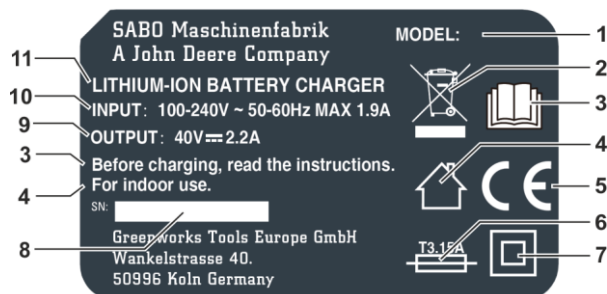 SABO Maschinenfabrik
A John Deere Company
MODEL:
1
2
3
4
5
6
7
11
LITHIUM-ION BATTERY CHARGER
10
INPUT: 100-240V ~ 50-60Hz MAX 1.9A
9
OUTPUT: 40V⎓2.2A
3
Before charging, read the instructions.
4
For indoor use.
SN:
8
Greenworks Tools Europe GmbH
Wankelstrasse 40.
50996 Koln Germany
CE
T3.15A